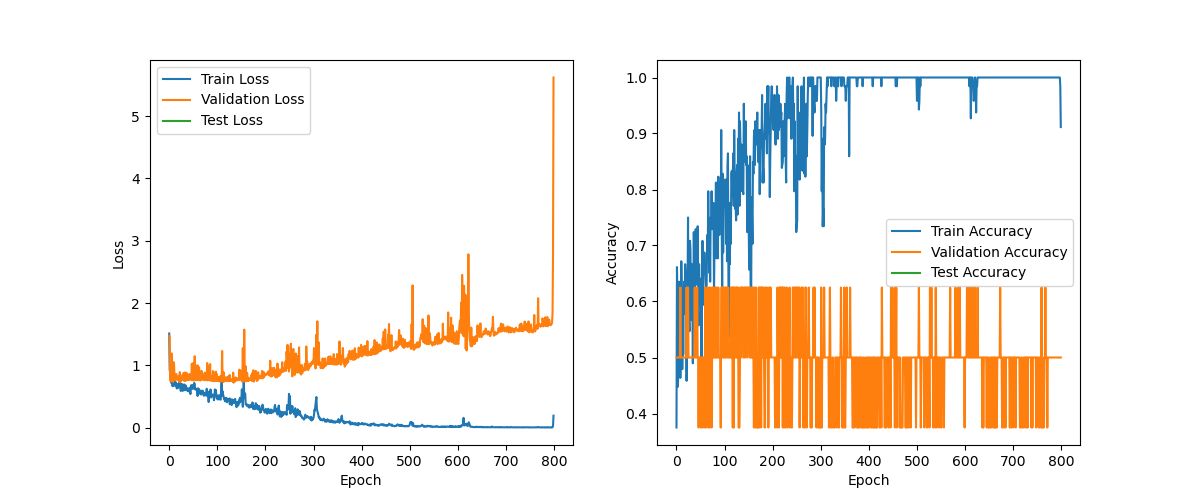 Train Loss
Validation Loss
Test Loss
Loss
5
4
3
2
1
0
0 100 200 300 400 500 600 700 800
Epoch
Train Accuracy
Validation Accuracy
Test Accuracy
Accuracy
1.0
0.9
0.8
0.7
0.6
0.5
0.4
0 100 200 300 400 500 600 700 800
Epoch